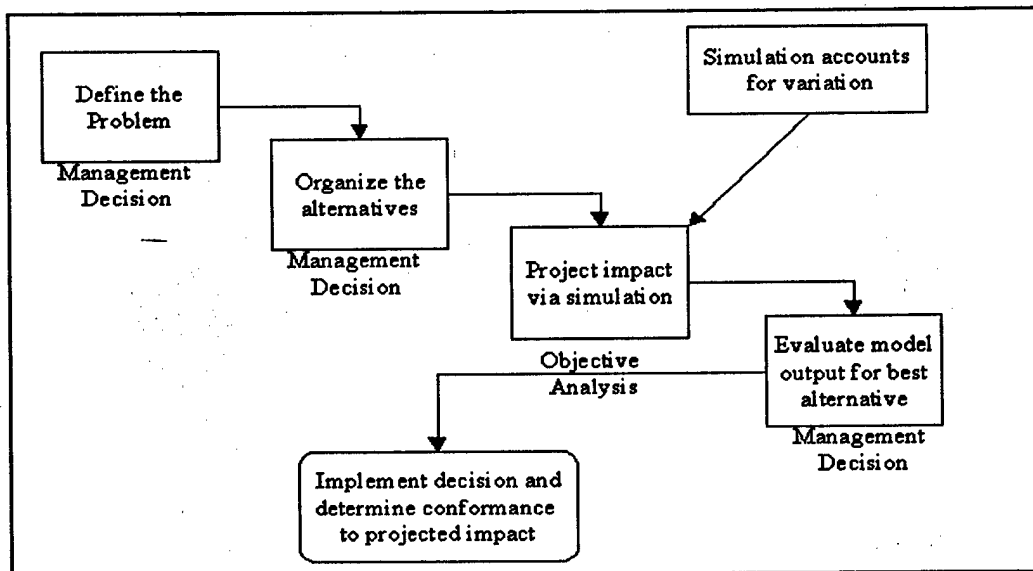 Simulation accounts
for variation
Define the
Problem
Management
Decision
Organize the
alternatives
Management
Decision
Project impact
via simulation
Objective
Analysis
Evaluate model
output for best
alternative
Management
Decision
Implement decision and
determine conformance
to projected impact